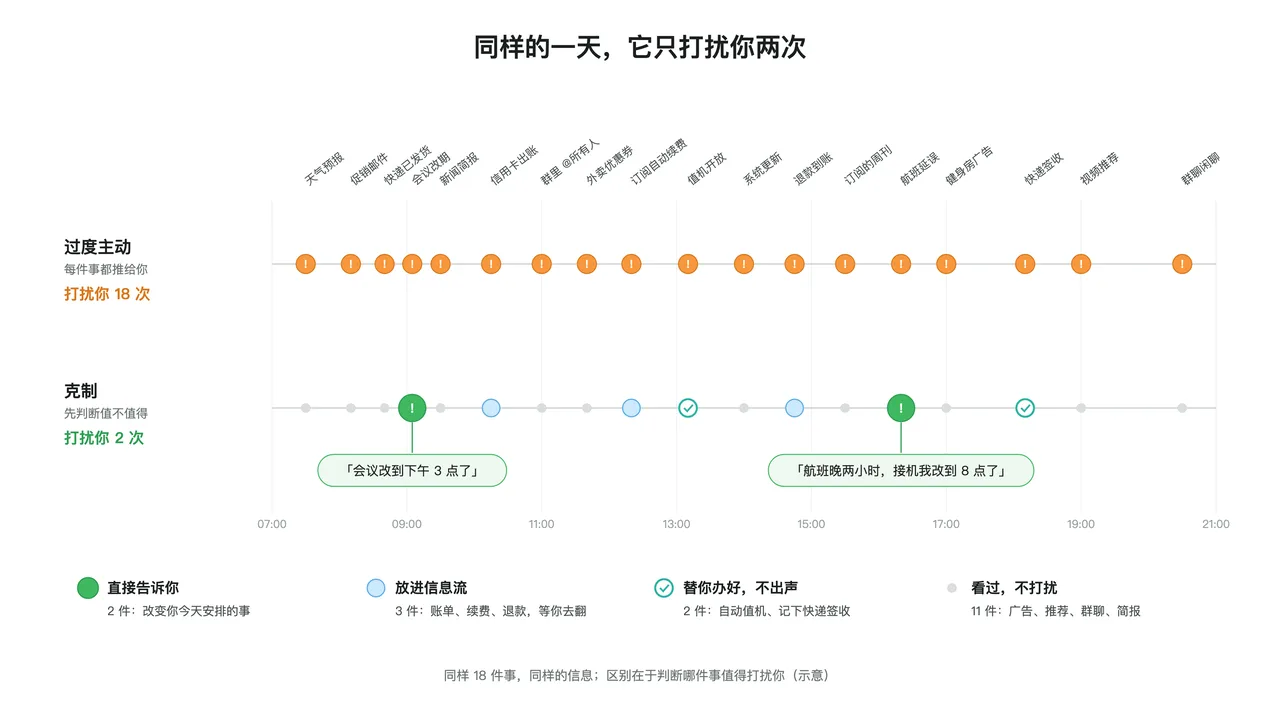 同样的一天，它只打扰你两次
天气预报
促销邮件
快递已发货
会议改期
新闻简报
信用卡出账
群里 @所有人
外卖优惠券
订阅自动续费
值机开放
系统更新
退款到账
订阅的周刊
航班延误
健身房广告
快递签收
视频推荐
群聊闲聊
过度主动
每件事都推给你
打扰你 18 次
! ! ! ! ! ! ! ! ! ! ! ! ! ! ! ! ! !
克制
先判断值不值得
打扰你 2 次
! !
「会议改到下午 3 点了」
「航班晚两小时，接机我改到 8 点了」
07:00 09:00 11:00 13:00 15:00 17:00 19:00 21:00
直接告诉你
2 件：改变你今天安排的事
放进信息流
3 件：账单、续费、退款，等你去翻
替你办好，不出声
2 件：自动值机、记下快递签收
看过，不打扰
11 件：广告、推荐、群聊、简报
同样 18 件事，同样的信息；区别在于判断哪件事值得打扰你（示意）